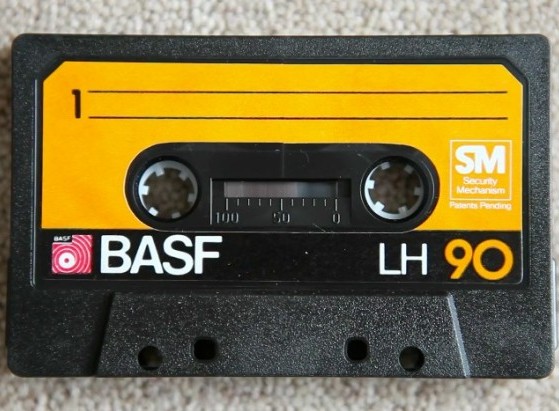 1
SM
Security
Mechanism
Patents Pending
100 50 0
BASF
BASF LH 90